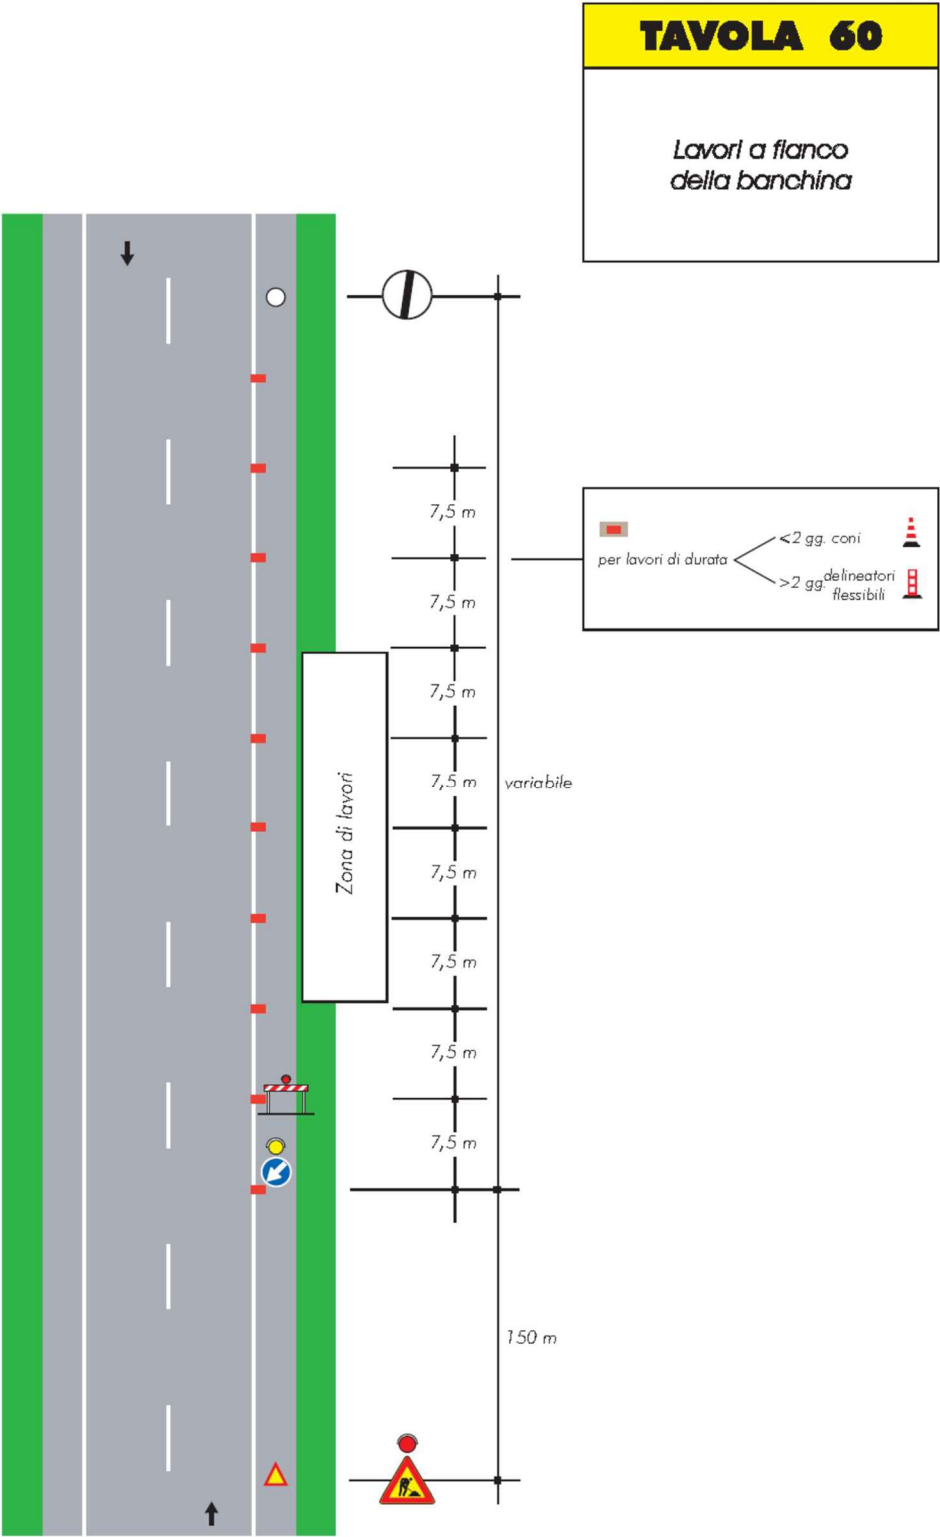 TAVOLA 60
Lavori a fianco
della banchina
7,5 m
7,5 m
7,5 m
7,5 m
7,5 m
7,5 m
7,5 m
7,5 m
variabile
150 m
Zona di lavori
per lavori di durata
<2 gg. coni
>2 gg. delineatori
flessibili